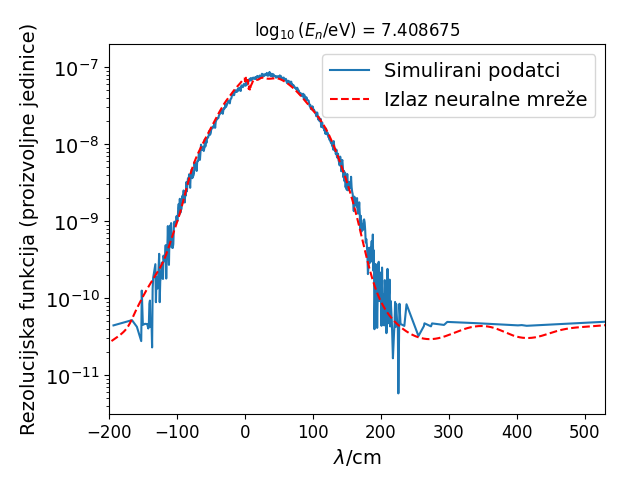 log₁₀ (Eₙ/eV) = 7.408675
Rezolucijska funkcija (proizvoljne jedinice)
10⁻⁷
10⁻⁸
10⁻⁹
10⁻¹⁰
10⁻¹¹
Simulirani podatci
Izlaz neuralne mreže
−200 −100 0 100 200 300 400 500
λ/cm